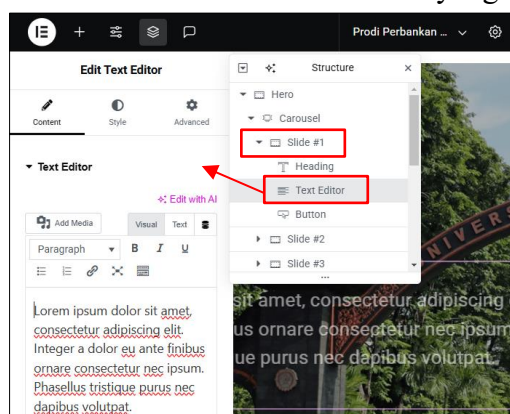 Prodi Perbankan ...
Edit Text Editor
Content
Style
Advanced
Text Editor
Edit with AI
Add Media
Visual
Text
Paragraph
B I U
Lorem ipsum dolor sit amet,
consectetur adipiscing elit.
Integer a dolor eu ante finibus
ornare consectetur nec ipsum.
Phasellus tristique purus nec
dapibus volutpat.
Structure
Hero
Carousel
Slide #1
Heading
Text Editor
Button
Slide #2
Slide #3
...
NIVER
sit amet, consectetur adipiscing
us ornare consectetur nec ipsum
ue purus nec dapibus volutpat.